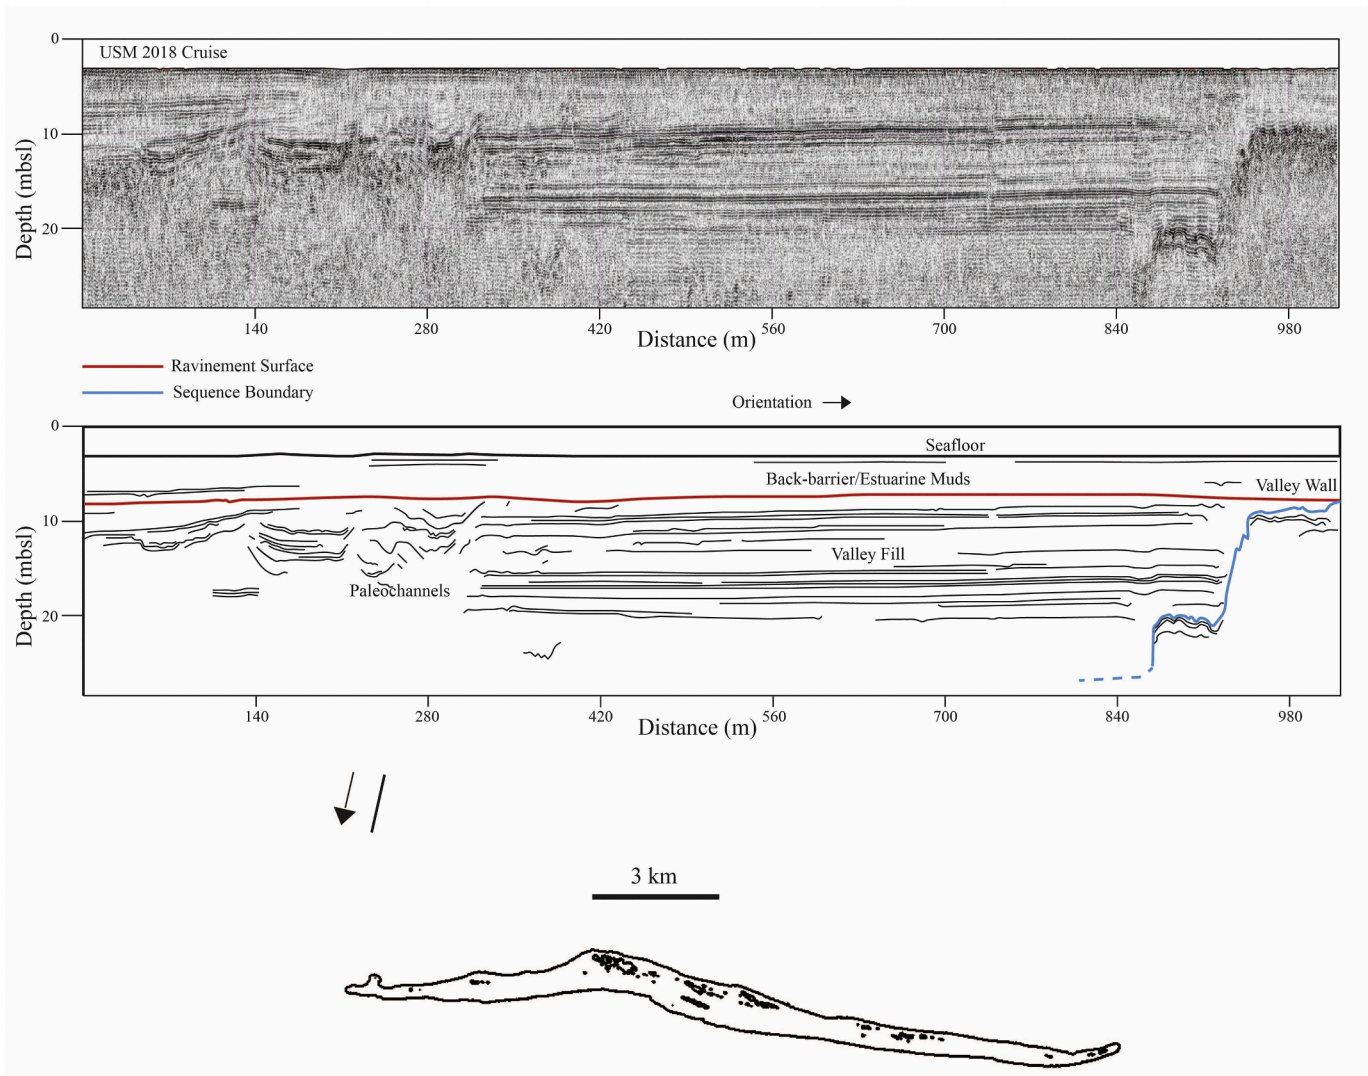 0
USM 2018 Cruise
10
20
Depth (mbsl)
140
280
420
560
700
840
980
Distance (m)
Ravinement Surface
Sequence Boundary
Orientation
0
Seafloor
Back-barrier/Estuarine Muds
Valley Wall
10
Valley Fill
Paleochannels
20
Depth (mbsl)
140
280
420
560
700
840
980
Distance (m)
3 km